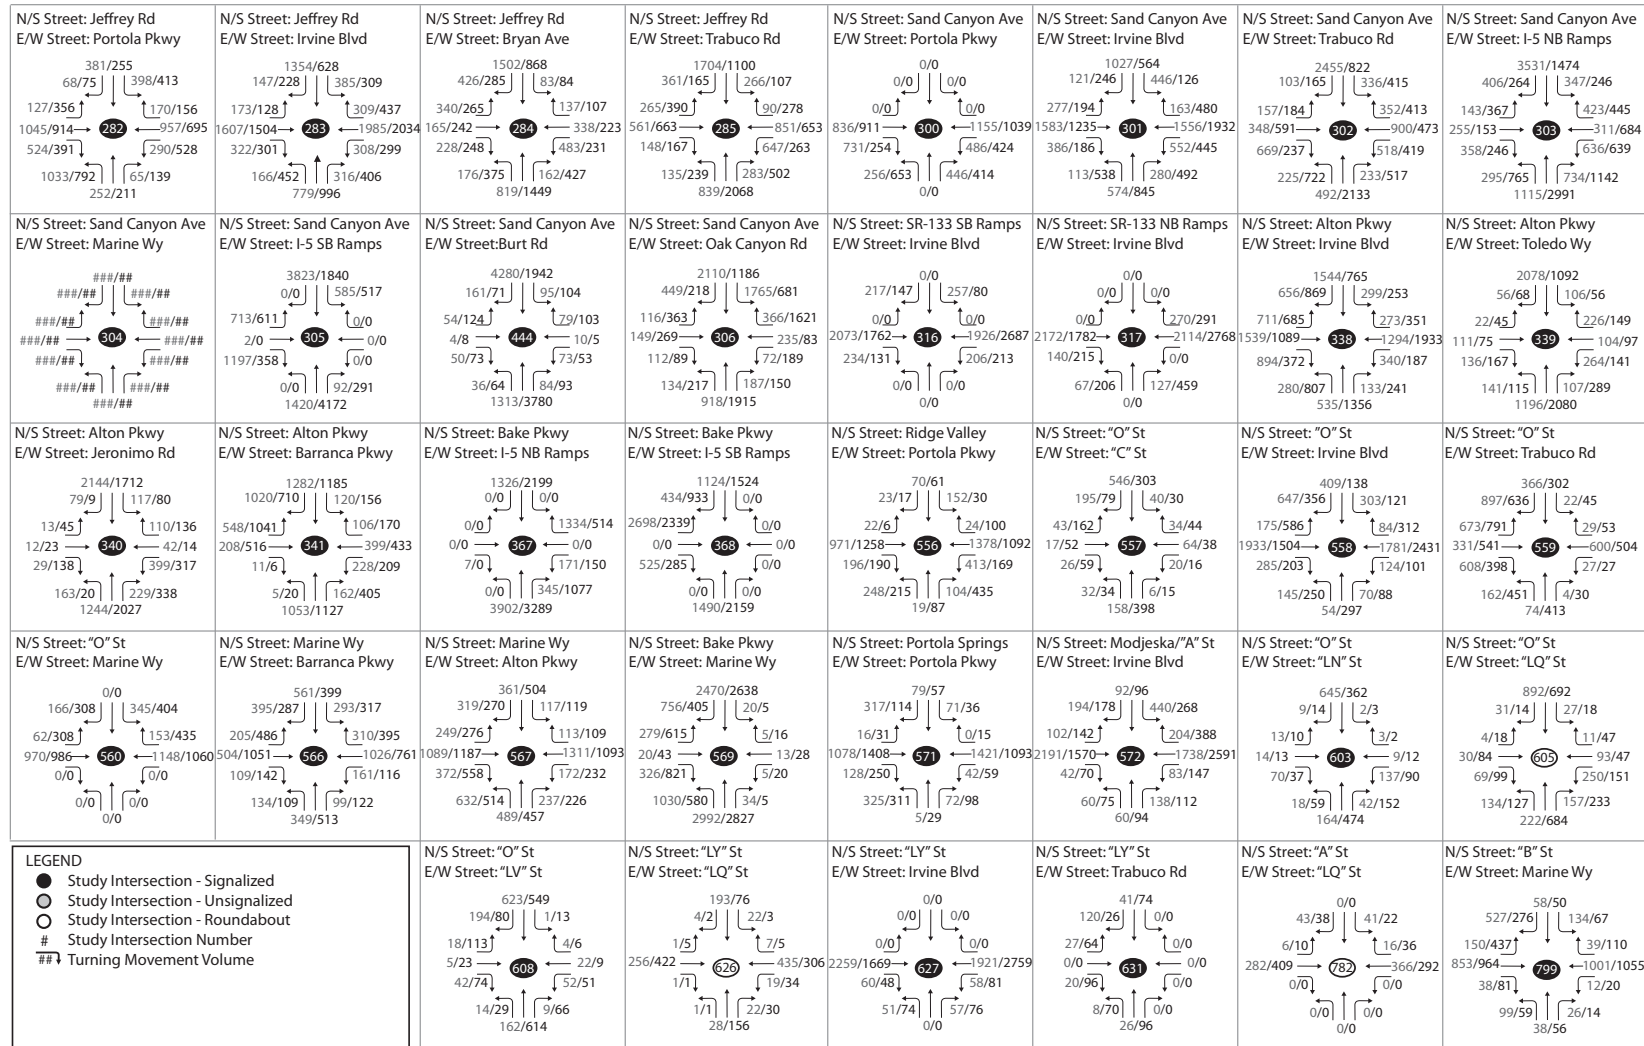 N/S Street: Jeffrey Rd
E/W Street: Portola Pkwy
381/255
68/75 398/413
127/356 170/156
1045/914 282 957/695
524/391 290/528
1033/792 65/139
252/211
N/S Street: Jeffrey Rd
E/W Street: Irvine Blvd
1354/628
147/228 385/309
173/128 309/437
1607/1504 283 1985/2034
322/301 308/299
166/452 316/406
779/996
N/S Street: Jeffrey Rd
E/W Street: Bryan Ave
1502/868
426/285 83/84
340/265 137/107
165/242 284 338/223
228/248 483/231
176/375 162/427
819/1449
N/S Street: Jeffrey Rd
E/W Street: Trabuco Rd
1704/1100
361/165 266/107
265/390 90/278
561/663 285 851/653
148/167 647/263
135/239 283/502
839/2068
N/S Street: Sand Canyon Ave
E/W Street: Portola Pkwy
0/0
0/0 0/0
0/0 0/0
836/911 300 1155/1039
731/254 486/424
256/653 446/414
0/0
N/S Street: Sand Canyon Ave
E/W Street: Irvine Blvd
1027/564
121/246 446/126
277/194 163/480
1583/1235 301 1556/1932
386/186 552/445
113/538 280/492
574/845
N/S Street: Sand Canyon Ave
E/W Street: Trabuco Rd
2455/822
103/165 336/415
157/184 352/413
348/591 302 900/473
669/237 518/419
225/722 233/517
492/2133
N/S Street: Sand Canyon Ave
E/W Street: I-5 NB Ramps
3531/1474
406/264 347/246
143/367 423/445
255/153 303 311/684
358/246 636/639
295/765 734/1142
1115/2991
N/S Street: Sand Canyon Ave
E/W Street: Marine Wy
###/##
###/## ###/##
###/## ###/##
###/## 304 ###/##
###/## ###/##
###/## ###/##
###/##
N/S Street: Sand Canyon Ave
E/W Street: I-5 SB Ramps
3823/1840
0/0 585/517
713/611 0/0
2/0 305 0/0
1197/358 0/0
0/0 92/291
1420/4172
N/S Street: Sand Canyon Ave
E/W Street:Burt Rd
4280/1942
161/71 95/104
54/124 79/103
4/8 444 10/5
50/73 73/53
36/64 84/93
1313/3780
N/S Street: Sand Canyon Ave
E/W Street: Oak Canyon Rd
2110/1186
449/218 1765/681
116/363 366/1621
149/269 306 235/83
112/89 72/189
134/217 187/150
918/1915
N/S Street: SR-133 SB Ramps
E/W Street: Irvine Blvd
0/0
217/147 257/80
0/0 0/0
2073/1762 316 1926/2687
234/131 206/213
0/0 0/0
0/0
N/S Street: SR-133 NB Ramps
E/W Street: Irvine Blvd
0/0
0/0 0/0
0/0 270/291
2172/1782 317 2114/2768
140/215 0/0
67/206 127/459
0/0
N/S Street: Alton Pkwy
E/W Street: Irvine Blvd
1544/765
656/869 299/253
711/685 273/351
1539/1089 338 1294/1933
894/372 340/187
280/807 133/241
535/1356
N/S Street: Alton Pkwy
E/W Street: Toledo Wy
2078/1092
56/68 106/56
22/45 226/149
111/75 339 104/97
136/167 264/141
141/115 107/289
1196/2080
N/S Street: Alton Pkwy
E/W Street: Jeronimo Rd
2144/1712
79/9 117/80
13/45 110/136
12/23 340 42/14
29/138 399/317
163/20 229/338
1244/2027
N/S Street: Alton Pkwy
E/W Street: Barranca Pkwy
1282/1185
1020/710 120/156
548/1041 106/170
208/516 341 399/433
11/6 228/209
5/20 162/405
1053/1127
N/S Street: Bake Pkwy
E/W Street: I-5 NB Ramps
1326/2199
0/0 0/0
0/0 1334/514
0/0 367 0/0
7/0 171/150
0/0 345/1077
3902/3289
N/S Street: Bake Pkwy
E/W Street: I-5 SB Ramps
1124/1524
434/933 0/0
2698/2339 0/0
0/0 368 0/0
525/285 0/0
0/0 0/0
1490/2159
N/S Street: Ridge Valley
E/W Street: Portola Pkwy
70/61
23/17 152/30
22/6 24/100
971/1258 556 1378/1092
196/190 413/169
248/215 104/435
19/87
N/S Street: "O" St
E/W Street: "C" St
546/303
195/79 40/30
43/162 34/44
17/52 557 64/38
26/59 20/16
32/34 6/15
158/398
N/S Street: "O" St
E/W Street: Irvine Blvd
409/138
647/356 303/121
175/586 84/312
1933/1504 558 1781/2431
285/203 124/101
145/250 70/88
54/297
N/S Street: "O" St
E/W Street: Trabuco Rd
366/302
897/636 22/45
673/791 29/53
331/541 559 600/504
608/398 27/27
162/451 4/30
74/413
N/S Street: "O" St
E/W Street: Marine Wy
0/0
166/308 345/404
62/308 153/435
970/986 560 1148/1060
0/0 0/0
0/0 0/0
0/0
N/S Street: Marine Wy
E/W Street: Barranca Pkwy
561/399
395/287 293/317
205/486 310/395
504/1051 566 1026/761
109/142 161/116
134/109 99/122
349/513
N/S Street: Marine Wy
E/W Street: Alton Pkwy
361/504
319/270 117/119
249/276 113/109
1089/1187 567 1311/1093
372/558 172/232
632/514 237/226
489/457
N/S Street: Bake Pkwy
E/W Street: Marine Wy
2470/2638
756/405 20/5
279/615 5/16
20/43 569 13/28
326/821 5/20
1030/580 34/5
2992/2827
N/S Street: Portola Springs
E/W Street: Portola Pkwy
79/57
317/114 71/36
16/31 0/15
1078/1408 571 1421/1093
128/250 42/59
325/311 72/98
5/29
N/S Street: Modjeska/"A" St
E/W Street: Irvine Blvd
92/96
194/178 440/268
102/142 204/388
2191/1570 572 1738/2591
42/70 83/147
60/75 138/112
60/94
N/S Street: "O" St
E/W Street: "LN" St
645/362
9/14 2/3
13/10 3/2
14/13 603 9/12
70/37 137/90
18/59 42/152
164/474
N/S Street: "O" St
E/W Street: "LQ" St
892/692
31/14 27/18
4/18 11/47
30/84 605 93/47
69/99 250/151
134/127 157/233
222/684
LEGEND
Study Intersection - Signalized
Study Intersection - Unsignalized
Study Intersection - Roundabout
# Study Intersection Number
## Turning Movement Volume
N/S Street: "O" St
E/W Street: "LV" St
623/549
194/80 1/13
18/113 4/6
5/23 608 22/9
42/74 52/51
14/29 9/66
162/614
N/S Street: "LY" St
E/W Street: "LQ" St
193/76
4/2 22/3
1/5 7/5
256/422 626 435/306
1/1 19/34
1/1 22/30
28/156
N/S Street: "LY" St
E/W Street: Irvine Blvd
0/0
0/0 0/0
0/0 0/0
2259/1669 627 1921/2759
60/48 58/81
51/74 57/76
0/0
N/S Street: "LY" St
E/W Street: Trabuco Rd
41/74
120/26 0/0
27/64 0/0
0/0 631 0/0
20/96 0/0
8/70 0/0
26/96
N/S Street: "A" St
E/W Street: "LQ" St
0/0
43/38 41/22
6/10 16/36
282/409 782 366/292
0/0 0/0
0/0 0/0
0/0
N/S Street: "B" St
E/W Street: Marine Wy
58/50
527/276 134/67
150/437 39/110
853/964 799 1001/1055
38/81 12/20
99/59 26/14
38/56